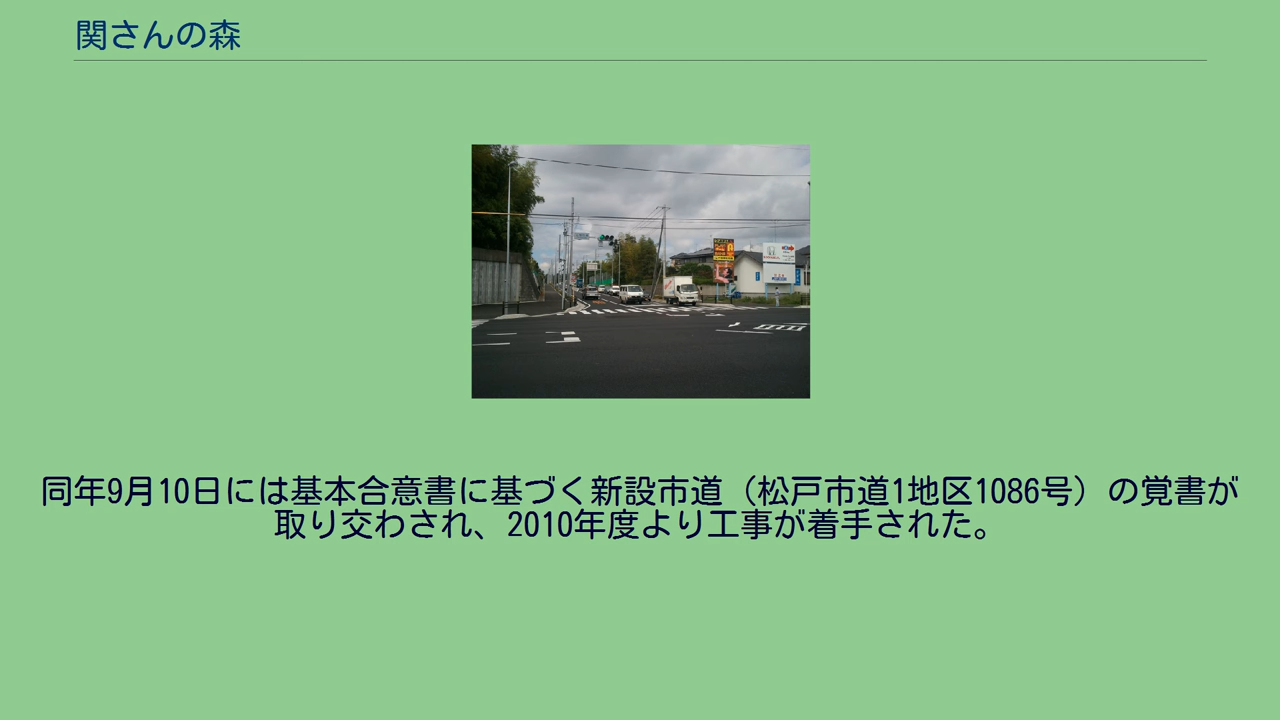 関さんの森
同年9月10日には基本合意書に基づく新設市道（松戸市道1地区1086号）の覚書が
取り交わされ、2010年度より工事が着手された。